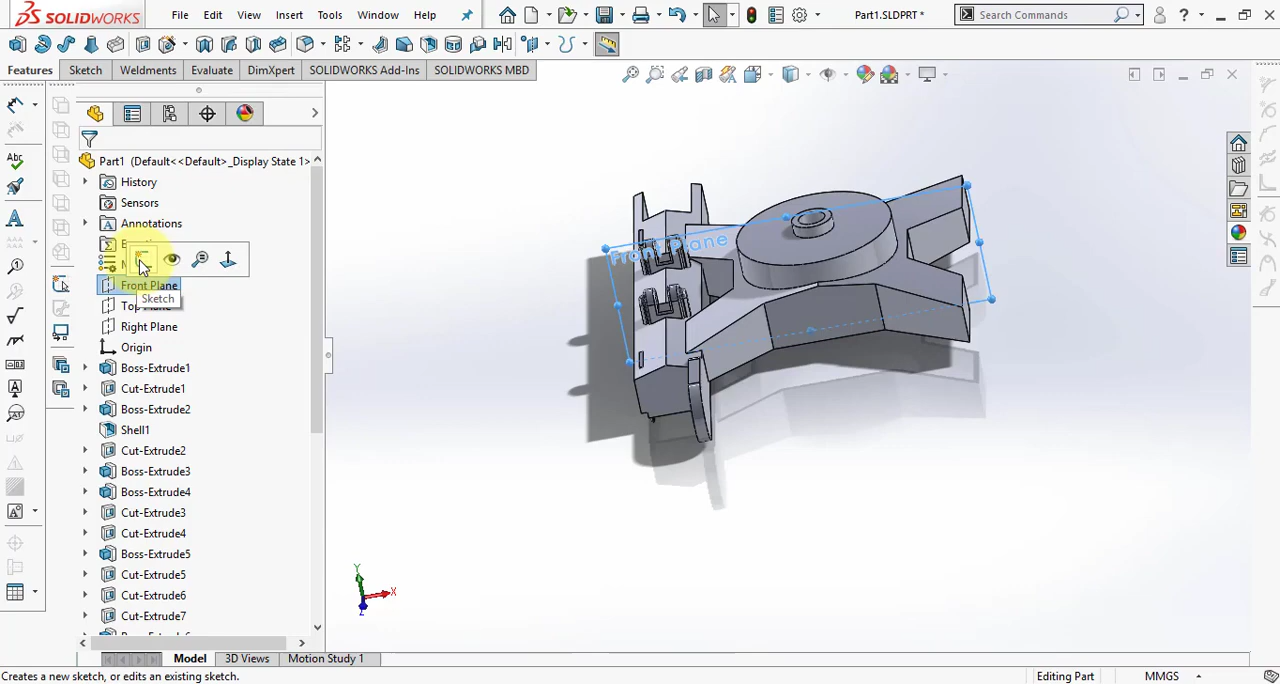 SOLIDWORKS File Edit View Insert Tools Window Help Part1.SLDPRT Search Commands ?
Features Sketch Weldments Evaluate DimXpert SOLIDWORKS Add-Ins SOLIDWORKS MBD
Part1 (Default<<Default>_Display State 1>
History
Sensors
Annotations
Front Plane
Sketch
Right Plane
Origin
Boss-Extrude1
Cut-Extrude1
Boss-Extrude2
Shell1
Cut-Extrude2
Boss-Extrude3
Boss-Extrude4
Cut-Extrude3
Cut-Extrude4
Boss-Extrude5
Cut-Extrude5
Cut-Extrude6
Cut-Extrude7
Front Plane
Y
X
Z
Model 3D Views Motion Study 1
Creates a new sketch, or edits an existing sketch. Editing Part MMGS